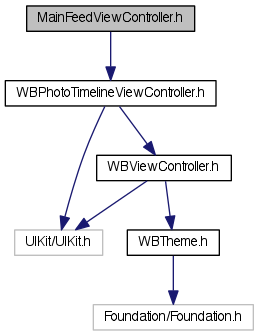 MainFeedViewController.h
WBPhotoTimelineViewController.h
WBViewController.h
UIKit/UIKit.h
WBTheme.h
Foundation/Foundation.h